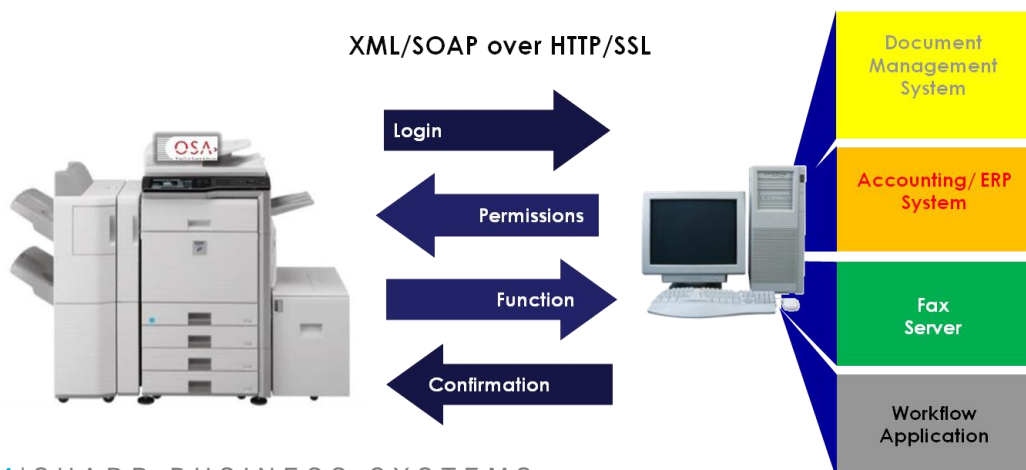 XML/SOAP over HTTP/SSL
Document
Management
System
OSA
Login
Accounting/ ERP
System
Permissions
Function
Fax
Server
Confirmation
Workflow
Application